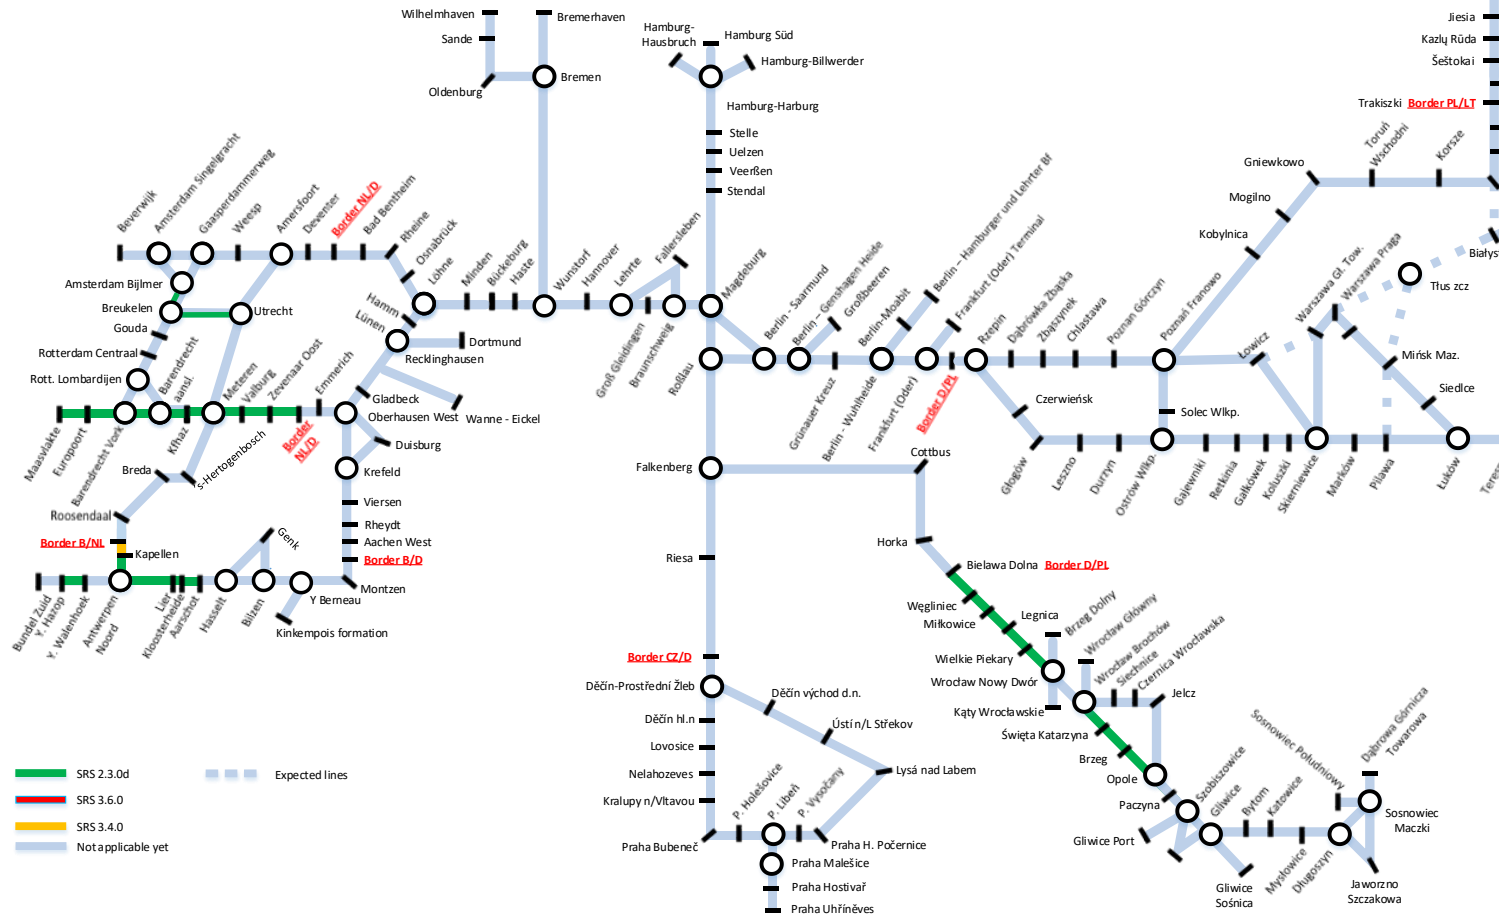 Wilhelmhaven
Bremerhaven
Sande
Oldenburg
Bremen
Hamburg-
Hausbruch
Hamburg Süd
Hamburg-Billwerder
Hamburg-Harburg
Stelle
Uelzen
Veerßen
Stendal
Jiesia
Kazlų Rūda
Šeštokai
Trakiszki Border PL/LT
Toruń
Wschodni
Korsze
Gniewkowo
Mogilno
Kobylnica
Białyst
Tłus zcz
Beverwijk
Amsterdam Singelgracht
Gaasperdammerweg
Weesp
Amersfoort
Deventer
Border NL/D
Bad Bentheim
Rheine
Osnabrück
Löhne
Minden
Bückeburg
Haste
Wunstorf
Hannover
Lehrte
Fallersleben
Groß Gleidingen
Braunschweig
Magdeburg
Amsterdam Bijlmer
Breukelen
Utrecht
Gouda
Rotterdam Centraal
Rott. Lombardijen
Barendrecht
aansl.
Meteren
Valburg
Zevenaar Oost
Emmerich
Hamm
Lünen
Dortmund
Recklinghausen
Gladbeck
Oberhausen West
Wanne - Eickel
Duisburg
Krefeld
Maasvlakte
Europoort
Barendrecht Vork
Kfhaz
Border
NL/D
Breda
's-Hertogenbosch
Roosendaal
Border B/NL
Kapellen
Viersen
Rheydt
Aachen West
Border B/D
Montzen
Genk
Y Berneau
Kinkempois formation
Bundel Zuid
Y. Hazop
Y. Walenhoek
Antwerpen
Noord
Lier
Kloosterheide
Aarschot
Hasselt
Bilzen
Roßlau
Berlin - Saarmund
Berlin – Genshagen Heide
Großbeeren
Berlin-Moabit
Berlin – Hamburger und Lehrter Bf
Frankfurt (Oder) Terminal
Grünauer Kreuz
Berlin - Wuhlheide
Frankfurt (Oder)
Border D/PL
Rzepin
Dąbrówka Zbąska
Zbąszynek
Chlastawa
Poznan Górczyn
Poznań Franowo
Łowicz
Warszawa Gł. Tow.
Warszawa Praga
Mińsk Maz.
Siedlce
Czerwieńsk
Solec Wlkp.
Głogów
Leszno
Durzyn
Ostrów Wlkp.
Gajewniki
Retkinia
Gałkówek
Koluszki
Skierniewice
Marków
Pilawa
Łuków
Teres
Falkenberg
Cottbus
Riesa
Horka
Bielawa Dolna Border D/PL
Węgliniec
Miłkowice
Legnica
Wielkie Piekary
Wrocław Nowy Dwór
Kąty Wrocławskie
Brzeg Dolny
Wrocław Główny
Wrocław Brochów
Siechnice
Czernica Wrocławska
Jelcz
Święta Katarzyna
Brzeg
Opole
Paczyna
Szobiszowice
Gliwice
Bytom
Katowice
Gliwice Port
Gliwice
Sośnica
Mysłowice
Długoszyn
Sosnowiec Południowy
Dąbrowa Górnicza
Towarowa
Sosnowiec
Maczki
Jaworzno
Szczakowa
Border CZ/D
Děčín-Prostřední Žleb
Děčín východ d.n.
Děčín hl.n
Ústí n/L Střekov
Lovosice
Nelahozeves
Lysá nad Labem
Kralupy n/Vltavou
P. Holešovice
P. Libeň
P. Vysočany
Praha Bubeneč
Praha H. Počernice
Praha Malešice
Praha Hostivař
Praha Uhříněves
SRS 2.3.0d
Expected lines
SRS 3.6.0
SRS 3.4.0
Not applicable yet